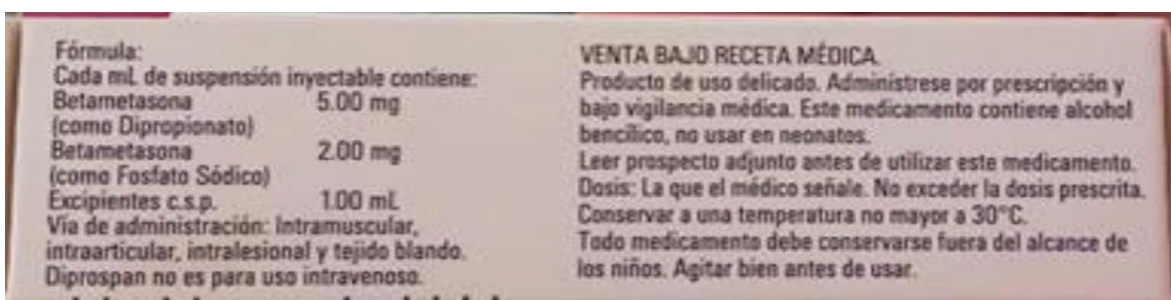 Fórmula:
Cada mL de suspensión inyectable contiene:
Betametasona 5.00 mg
(como Dipropionato)
Betametasona 2.00 mg
(como Fosfato Sódico)
Excipientes c.s.p. 1.00 mL
Vía de administración: Intramuscular,
intraarticular, intralesional y tejido blando.
Diprospan no es para uso intravenoso.
VENTA BAJO RECETA MÉDICA.
Producto de uso delicado. Adminístrese por prescripción y
bajo vigilancia médica. Este medicamento contiene alcohol
bencílico, no usar en neonatos.
Leer prospecto adjunto antes de utilizar este medicamento.
Dosis: La que el médico señale. No exceder la dosis prescrita.
Conservar a una temperatura no mayor a 30°C.
Todo medicamento debe conservarse fuera del alcance de
los niños. Agitar bien antes de usar.